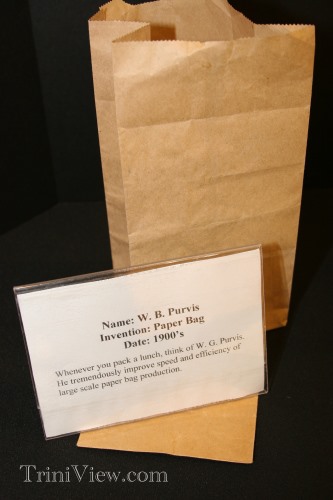 Name: W. B. Purvis
Invention: Paper Bag
Date: 1900's
Whenever you pack a lunch, think of W. G. Purvis.
He tremendously improve speed and efficiency of
large scale paper bag production.
TriniView.com